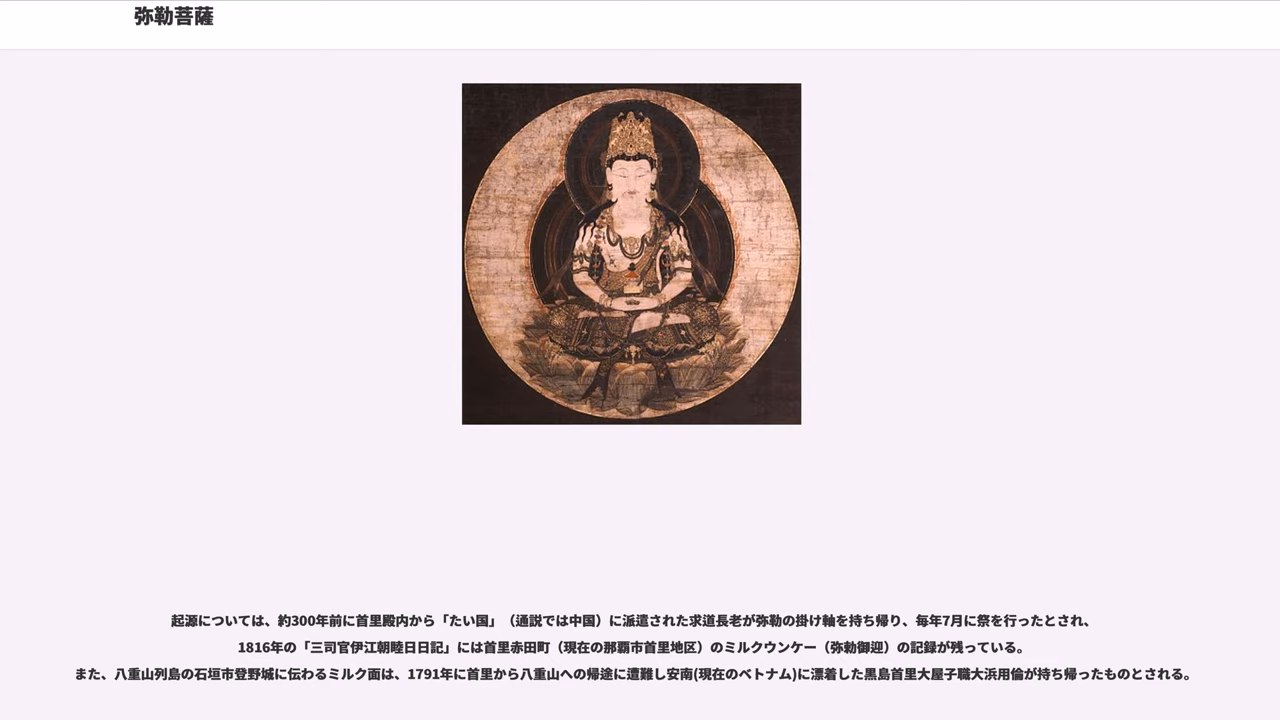 弥勒菩薩
起源については、約300年前に首里殿内から「たい国」（通説では中国）に派遣された求道長老が弥勒の掛け軸を持ち帰り、毎年7月に祭を行ったとされ、
1816年の「三司官伊江朝睦日日記」には首里赤田町（現在の那覇市首里地区）のミルクウンケー（弥勒御迎）の記録が残っている。
また、八重山列島の石垣市登野城に伝わるミルク面は、1791年に首里から八重山への帰途に遭難し安南(現在のベトナム)に漂着した黒島首里大屋子職大浜用倫が持ち帰ったものとされる。